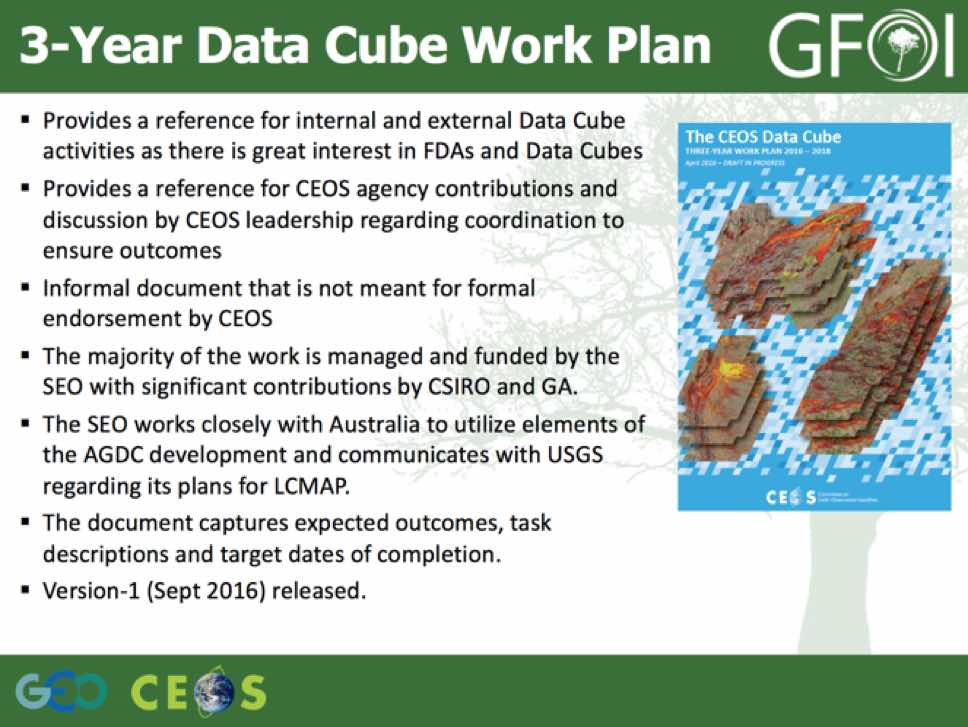 3-Year Data Cube Work Plan
GFOI
▪ Provides a reference for internal and external Data Cube
activities as there is great interest in FDAs and Data Cubes
▪ Provides a reference for CEOS agency contributions and
discussion by CEOS leadership regarding coordination to
ensure outcomes
▪ Informal document that is not meant for formal
endorsement by CEOS
▪ The majority of the work is managed and funded by the
SEO with significant contributions by CSIRO and GA.
▪ The SEO works closely with Australia to utilize elements of
the AGDC development and communicates with USGS
regarding its plans for LCMAP.
▪ The document captures expected outcomes, task
descriptions and target dates of completion.
▪ Version-1 (Sept 2016) released.
The CEOS Data Cube
THREE-YEAR WORK PLAN 2016 – 2018
April 2016 – DRAFT IN PROGRESS
CEOS
Committee on
Earth Observation Satellites
GEO
CEOS